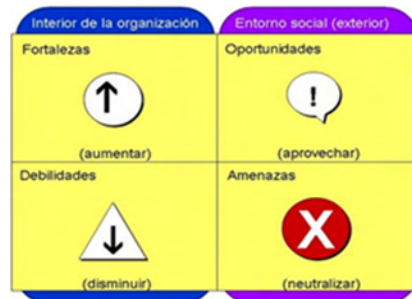 Interior de la organización
Entorno social (exterior)
Fortalezas
Oportunidades
!
(aumentar)
(aprovechar)
Debilidades
Amenazas
X
(disminuir)
(neutralizar)